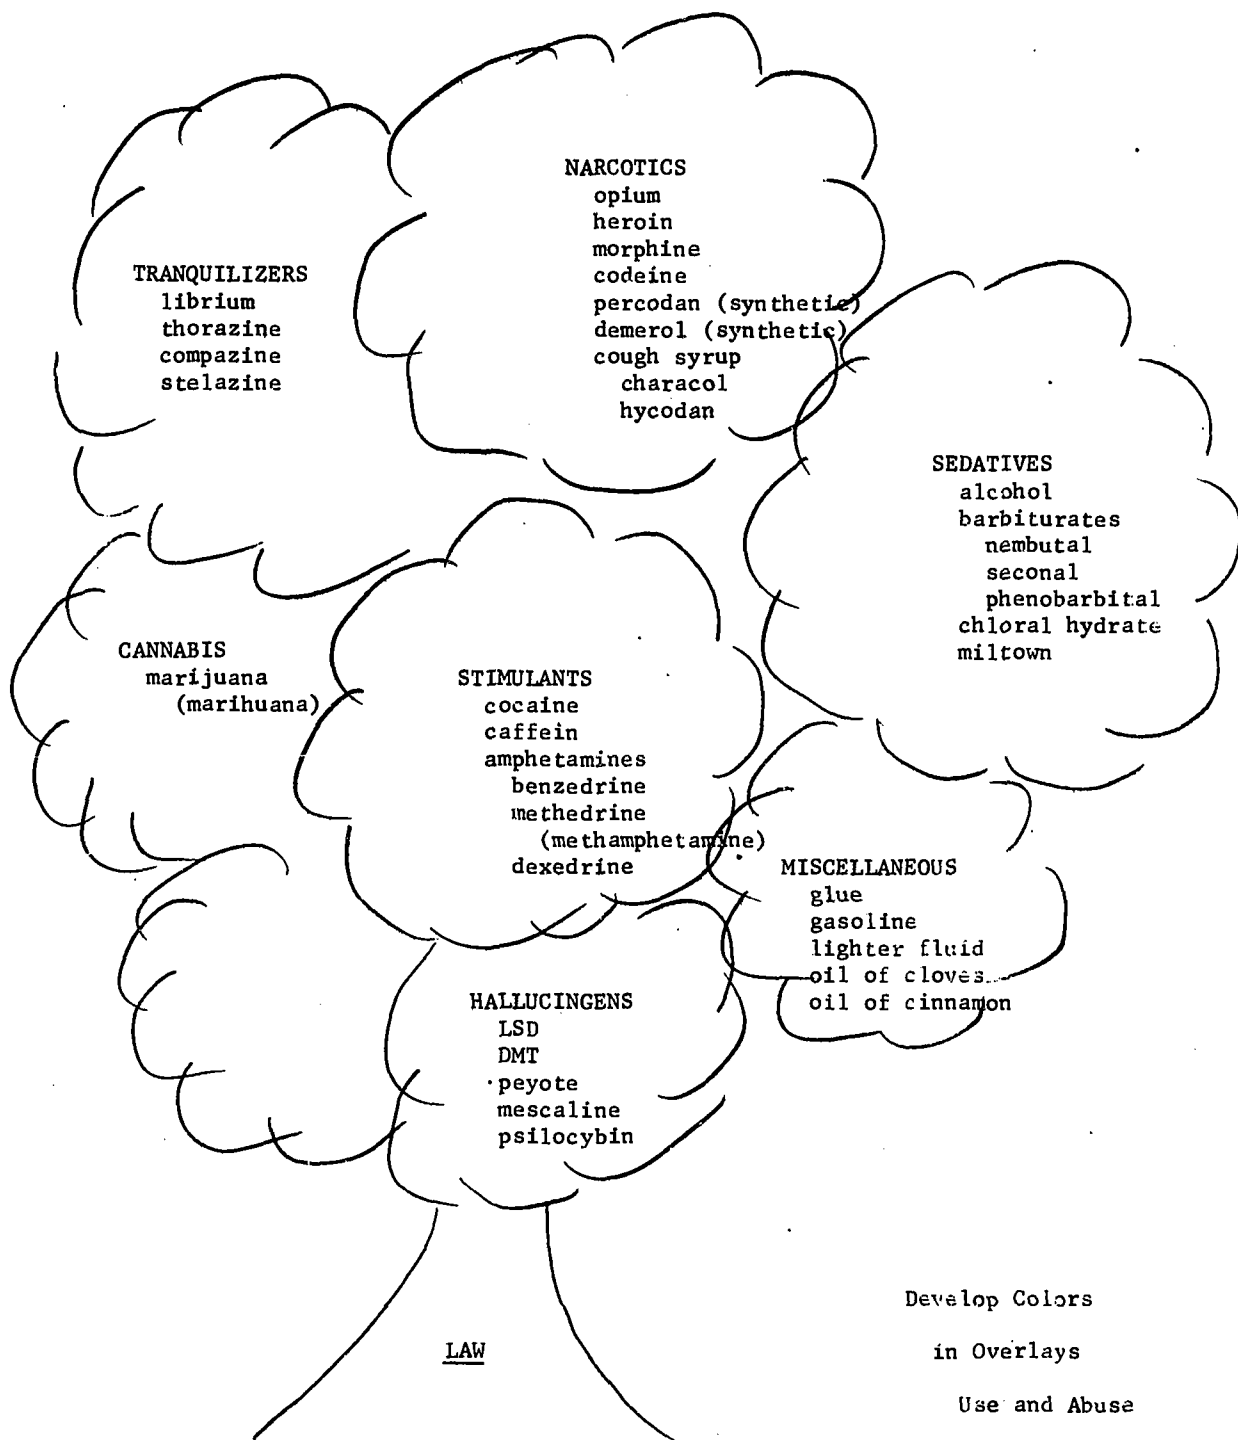 NARCOTICS
opium
heroin
morphine
codeine
percodan (synthetic)
demerol (synthetic)
cough syrup
characol
hycodan
TRANQUILIZERS
librium
thorazine
compazine
stelazine
SEDATIVES
alcohol
barbiturates
nembutal
seconal
phenobarbital
chloral hydrate
miltown
CANNABIS
marijuana
(marihuana)
STIMULANTS
cocaine
caffein
amphetamines
benzedrine
methedrine
(methamphetamine)
dexedrine
MISCELLANEOUS
glue
gasoline
lighter fluid
oil of cloves
oil of cinnamon
HALLUCINGENS
LSD
DMT
peyote
mescaline
psilocybin
LAW
Develop Colors
in Overlays
Use and Abuse